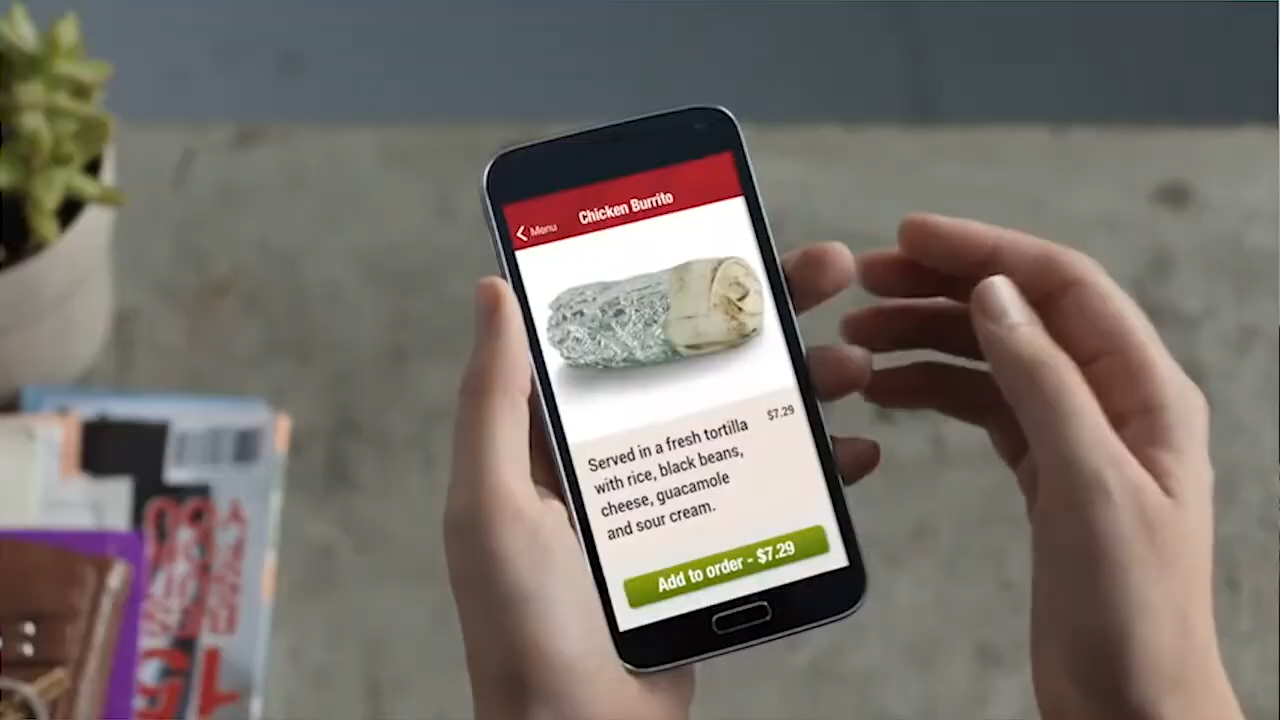 Chicken Burrito
Menu
$7.29
Served in a fresh tortilla
with rice, black beans,
cheese, guacamole
and sour cream.
Add to order - $7.29